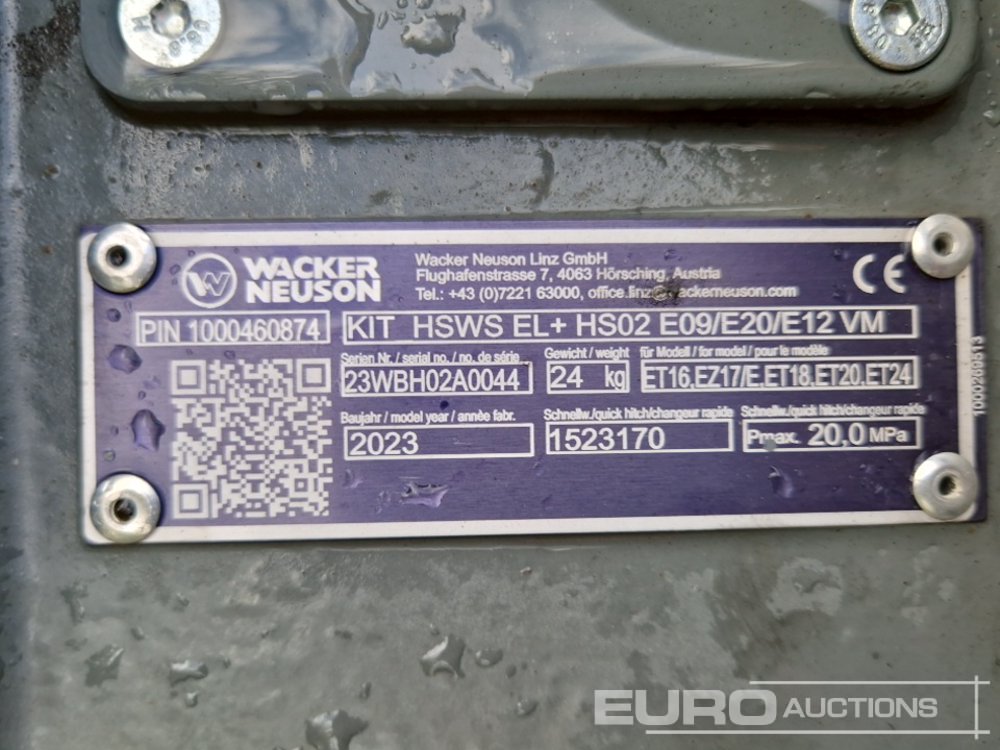 WACKER
NEUSON
Wacker Neuson Linz GmbH
Flughafenstrasse 7, 4063 Hörsching, Austria
Tel.: +43 (0)7221 63000, office.linz@wackerneuson.com
CE
PIN 1000460874
KIT HSWS EL+ HS02 E09/E20/E12 VM
Serien Nr. / serial no. / no. de série
Gewicht / weight
für Modell / for model / pour le modèle
23WBH02A0044
24 kg
ET16,EZ17/E,ET18,ET20,ET24
Baujahr / model year / année fabr.
Schnellw./quick hitch/changeur rapide
Schnellw./quick hitch/changeur rapide
2023
1523170
Pmax. 20,0 MPa
1000269513
EURO AUCTIONS